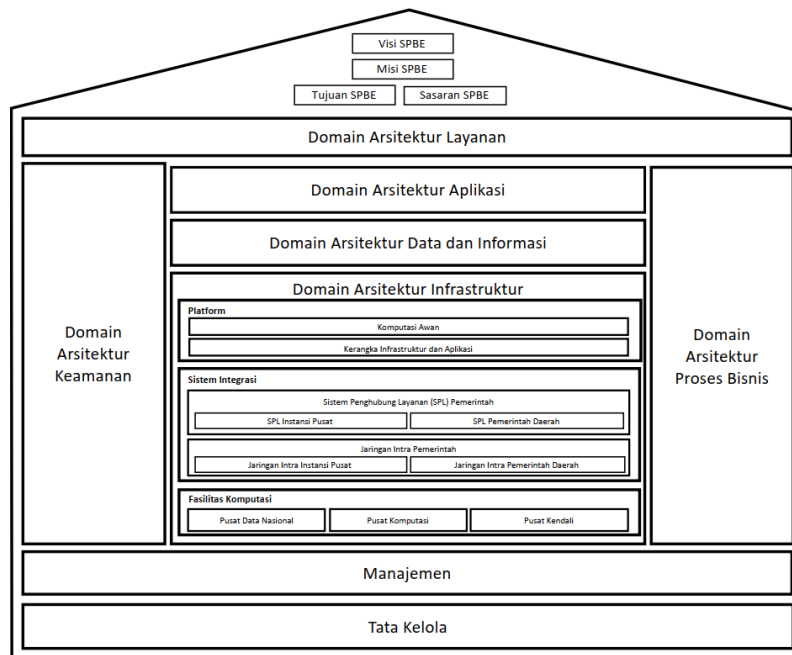 Visi SPBE
Misi SPBE
Tujuan SPBE
Sasaran SPBE
Domain Arsitektur Layanan
Domain
Arsitektur
Keamanan
Domain Arsitektur Aplikasi
Domain Arsitektur Data dan Informasi
Domain Arsitektur Infrastruktur
Platform
Komputasi Awan
Kerangka Infrastruktur dan Aplikasi
Sistem Integrasi
Sistem Penghubung Layanan (SPL) Pemerintah
SPL Instansi Pusat
SPL Pemerintah Daerah
Jaringan Intra Pemerintah
Jaringan Intra Instansi Pusat
Jaringan Intra Pemerintah Daerah
Fasilitas Komputasi
Pusat Data Nasional
Pusat Komputasi
Pusat Kendali
Domain
Arsitektur
Proses Bisnis
Manajemen
Tata Kelola